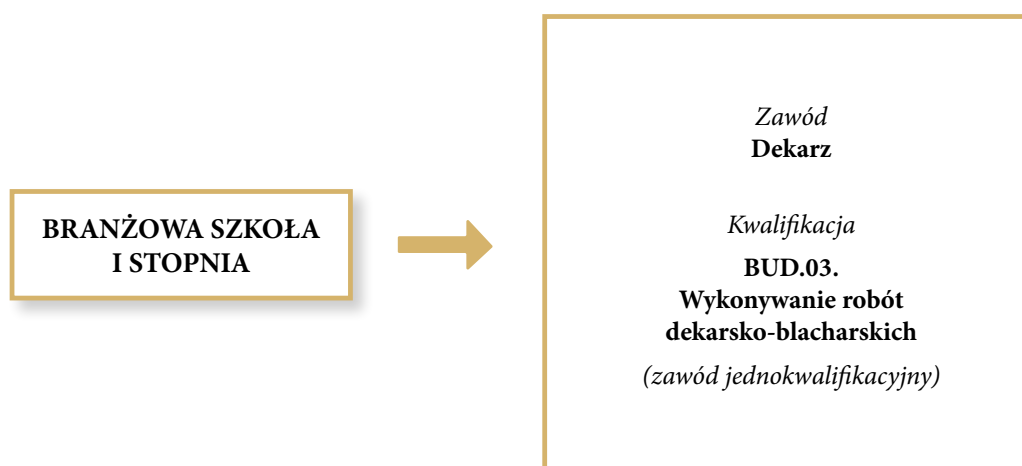 BRANŻOWA SZKOŁA
I STOPNIA
Zawód
Dekarz
Kwalifikacja
BUD.03.
Wykonywanie robót
dekarsko-blacharskich
(zawód jednokwalifikacyjny)